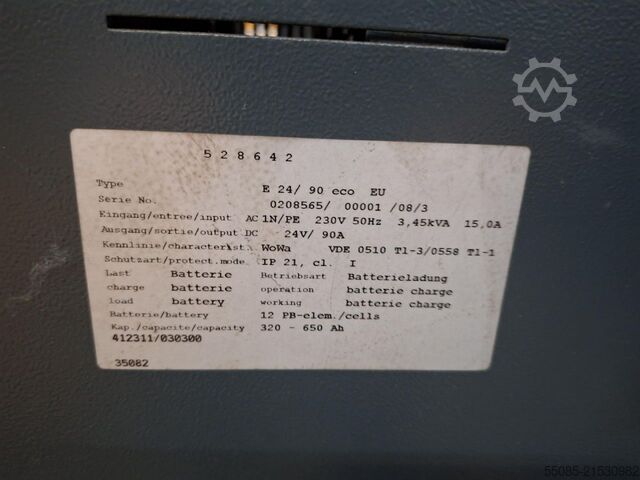 528642
Type E 24/ 90 eco EU
Serie No. 0208565/ 00001 /08/3
Eingang/entree/input AC 1N/PE 230V 50Hz 3,45kVA 15,0A
Ausgang/sortie/output DC 24V/ 90A
Kennlinie/characterist. WoWa VDE 0510 Tl-3/0558 Tl-1
Schutzart/protect.mode IP 21, cl. I
Last Batterie Betriebsart Batterieladung
charge batterie operation batterie charge
load battery working batterie charge
Batterie/battery 12 PB-elem./cells
Kap./capacite/capacity 320 - 650 Ah
412311/030300
35082
55085-21530982